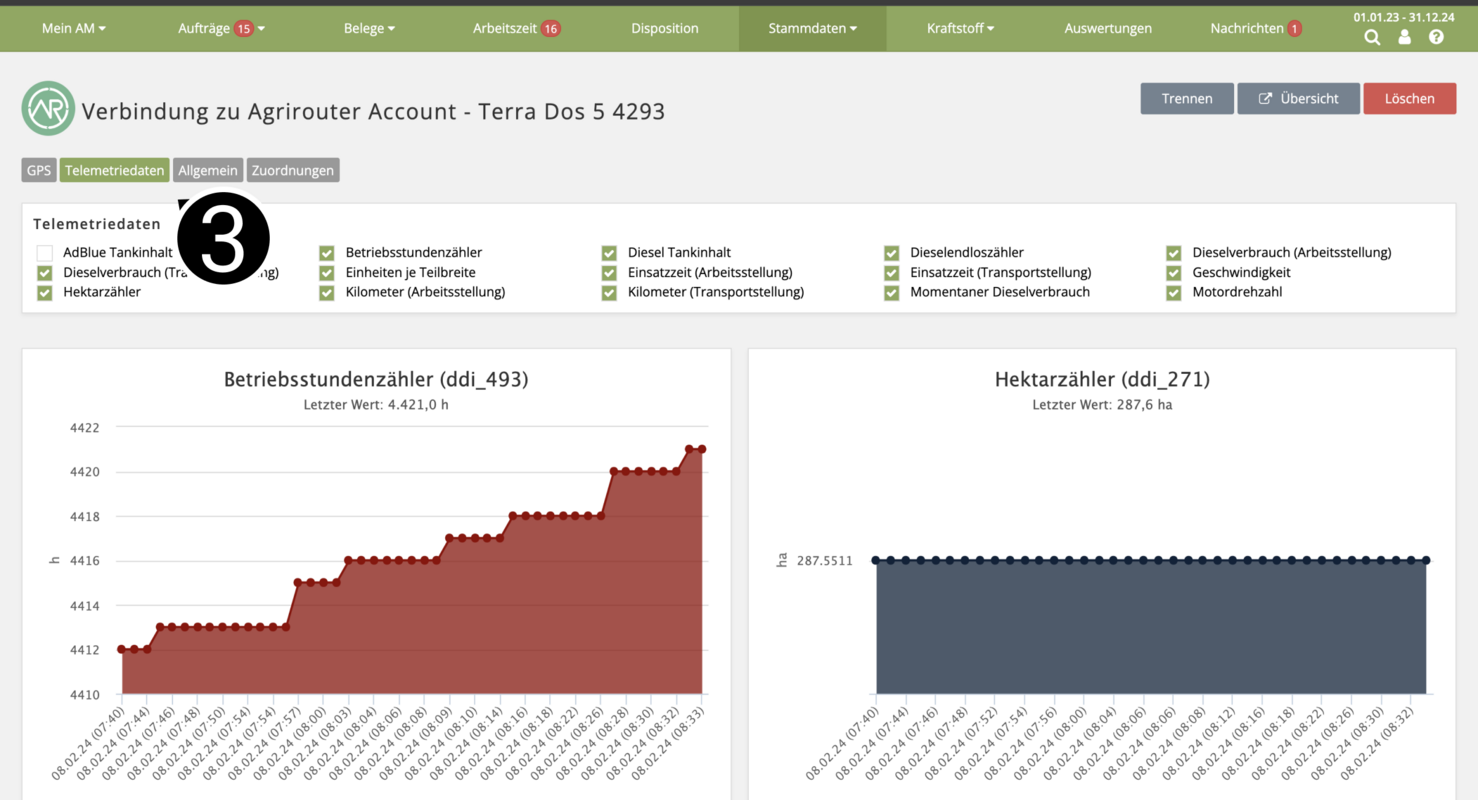 Mein AM
Aufträge 15
Belege
Arbeitszeit 16
Disposition
Stammdaten
Kraftstoff
Auswertungen
Nachrichten 1
01.01.23 - 31.12.24
AR
Verbindung zu Agrirouter Account - Terra Dos 5 4293
Trennen
Übersicht
Löschen
GPS
Telemetriedaten
Allgemein
Zuordnungen
3
Telemetriedaten
AdBlue Tankinhalt
Betriebsstundenzähler
Diesel Tankinhalt
Dieselendloszähler
Dieselverbrauch (Arbeitsstellung)
Dieselverbrauch (Tra ng)
Einheiten je Teilbreite
Einsatzzeit (Arbeitsstellung)
Einsatzzeit (Transportstellung)
Geschwindigkeit
Hektarzähler
Kilometer (Arbeitsstellung)
Kilometer (Transportstellung)
Momentaner Dieselverbrauch
Motordrehzahl
Betriebsstundenzähler (ddi_493)
Letzter Wert: 4.421,0 h
4422
4420
4418
4416
4414
4412
4410
h
08.02.24 (07:40)
08.02.24 (07:44)
08.02.24 (07:46)
08.02.24 (07:48)
08.02.24 (07:50)
08.02.24 (07:54)
08.02.24 (07:54)
08.02.24 (07:57)
08.02.24 (08:00)
08.02.24 (08:03)
08.02.24 (08:04)
08.02.24 (08:06)
08.02.24 (08:08)
08.02.24 (08:09)
08.02.24 (08:10)
08.02.24 (08:14)
08.02.24 (08:16)
08.02.24 (08:18)
08.02.24 (08:22)
08.02.24 (08:26)
08.02.24 (08:28)
08.02.24 (08:30)
08.02.24 (08:32)
08.02.24 (08:33)
Hektarzähler (ddi_271)
Letzter Wert: 287,6 ha
ha
287.5511
08.02.24 (07:40)
08.02.24 (07:44)
08.02.24 (07:46)
08.02.24 (07:48)
08.02.24 (07:52)
08.02.24 (07:54)
08.02.24 (07:56)
08.02.24 (08:00)
08.02.24 (08:04)
08.02.24 (08:06)
08.02.24 (08:06)
08.02.24 (08:08)
08.02.24 (08:12)
08.02.24 (08:16)
08.02.24 (08:18)
08.02.24 (08:22)
08.02.24 (08:26)
08.02.24 (08:30)
08.02.24 (08:32)